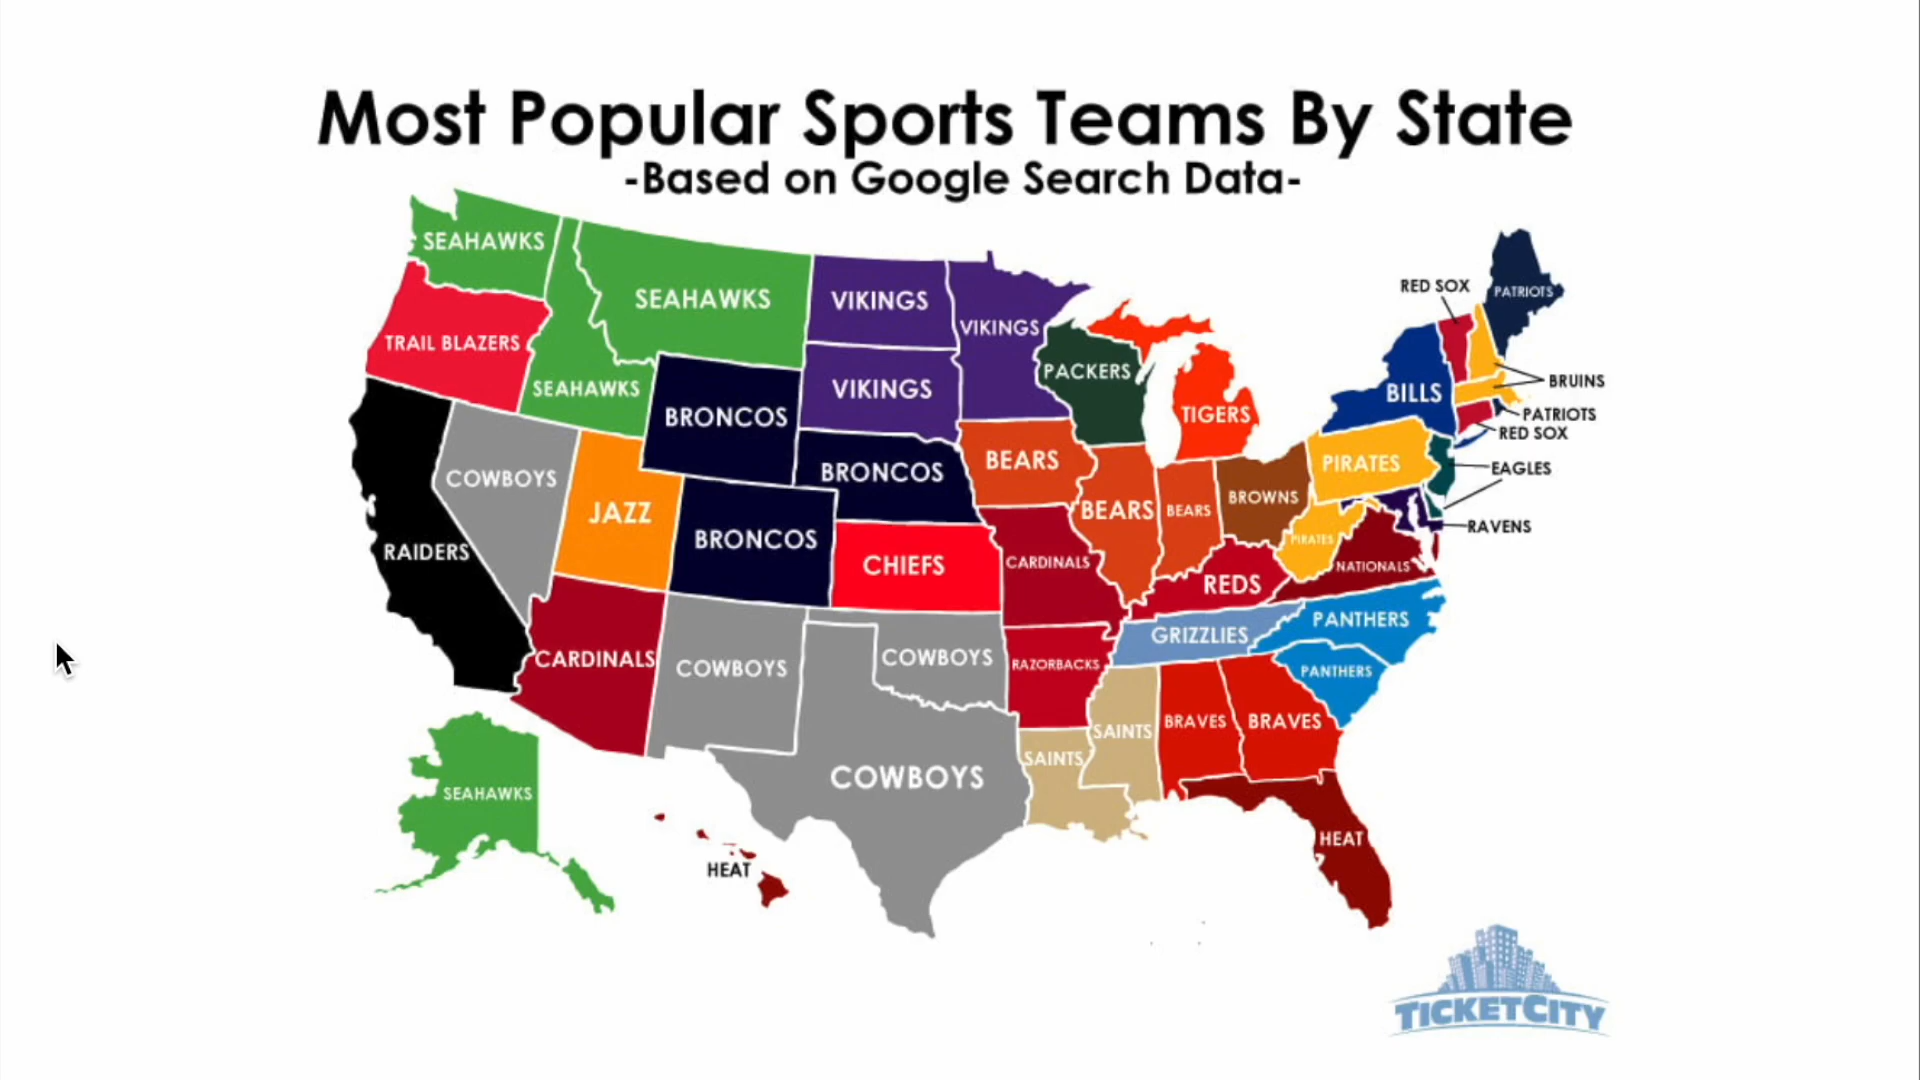 Most Popular Sports Teams By State
-Based on Google Search Data-
SEAHAWKS
SEAHAWKS
VIKINGS
VIKINGS
RED SOX
PATRIOTS
TRAIL BLAZERS
SEAHAWKS
BRONCOS
VIKINGS
PACKERS
TIGERS
BILLS
BRUINS
PATRIOTS
RED SOX
COWBOYS
JAZZ
BRONCOS
BRONCOS
BEARS
BEARS
BEARS
BROWNS
PIRATES
EAGLES
RAVENS
RAIDERS
CHIEFS
CARDINALS
REDS
PIRATES
NATIONALS
CARDINALS
COWBOYS
COWBOYS
RAZORBACKS
GRIZZLIES
PANTHERS
PANTHERS
COWBOYS
SAINTS
SAINTS
BRAVES
BRAVES
SEAHAWKS
HEAT
HEAT
TICKETCITY